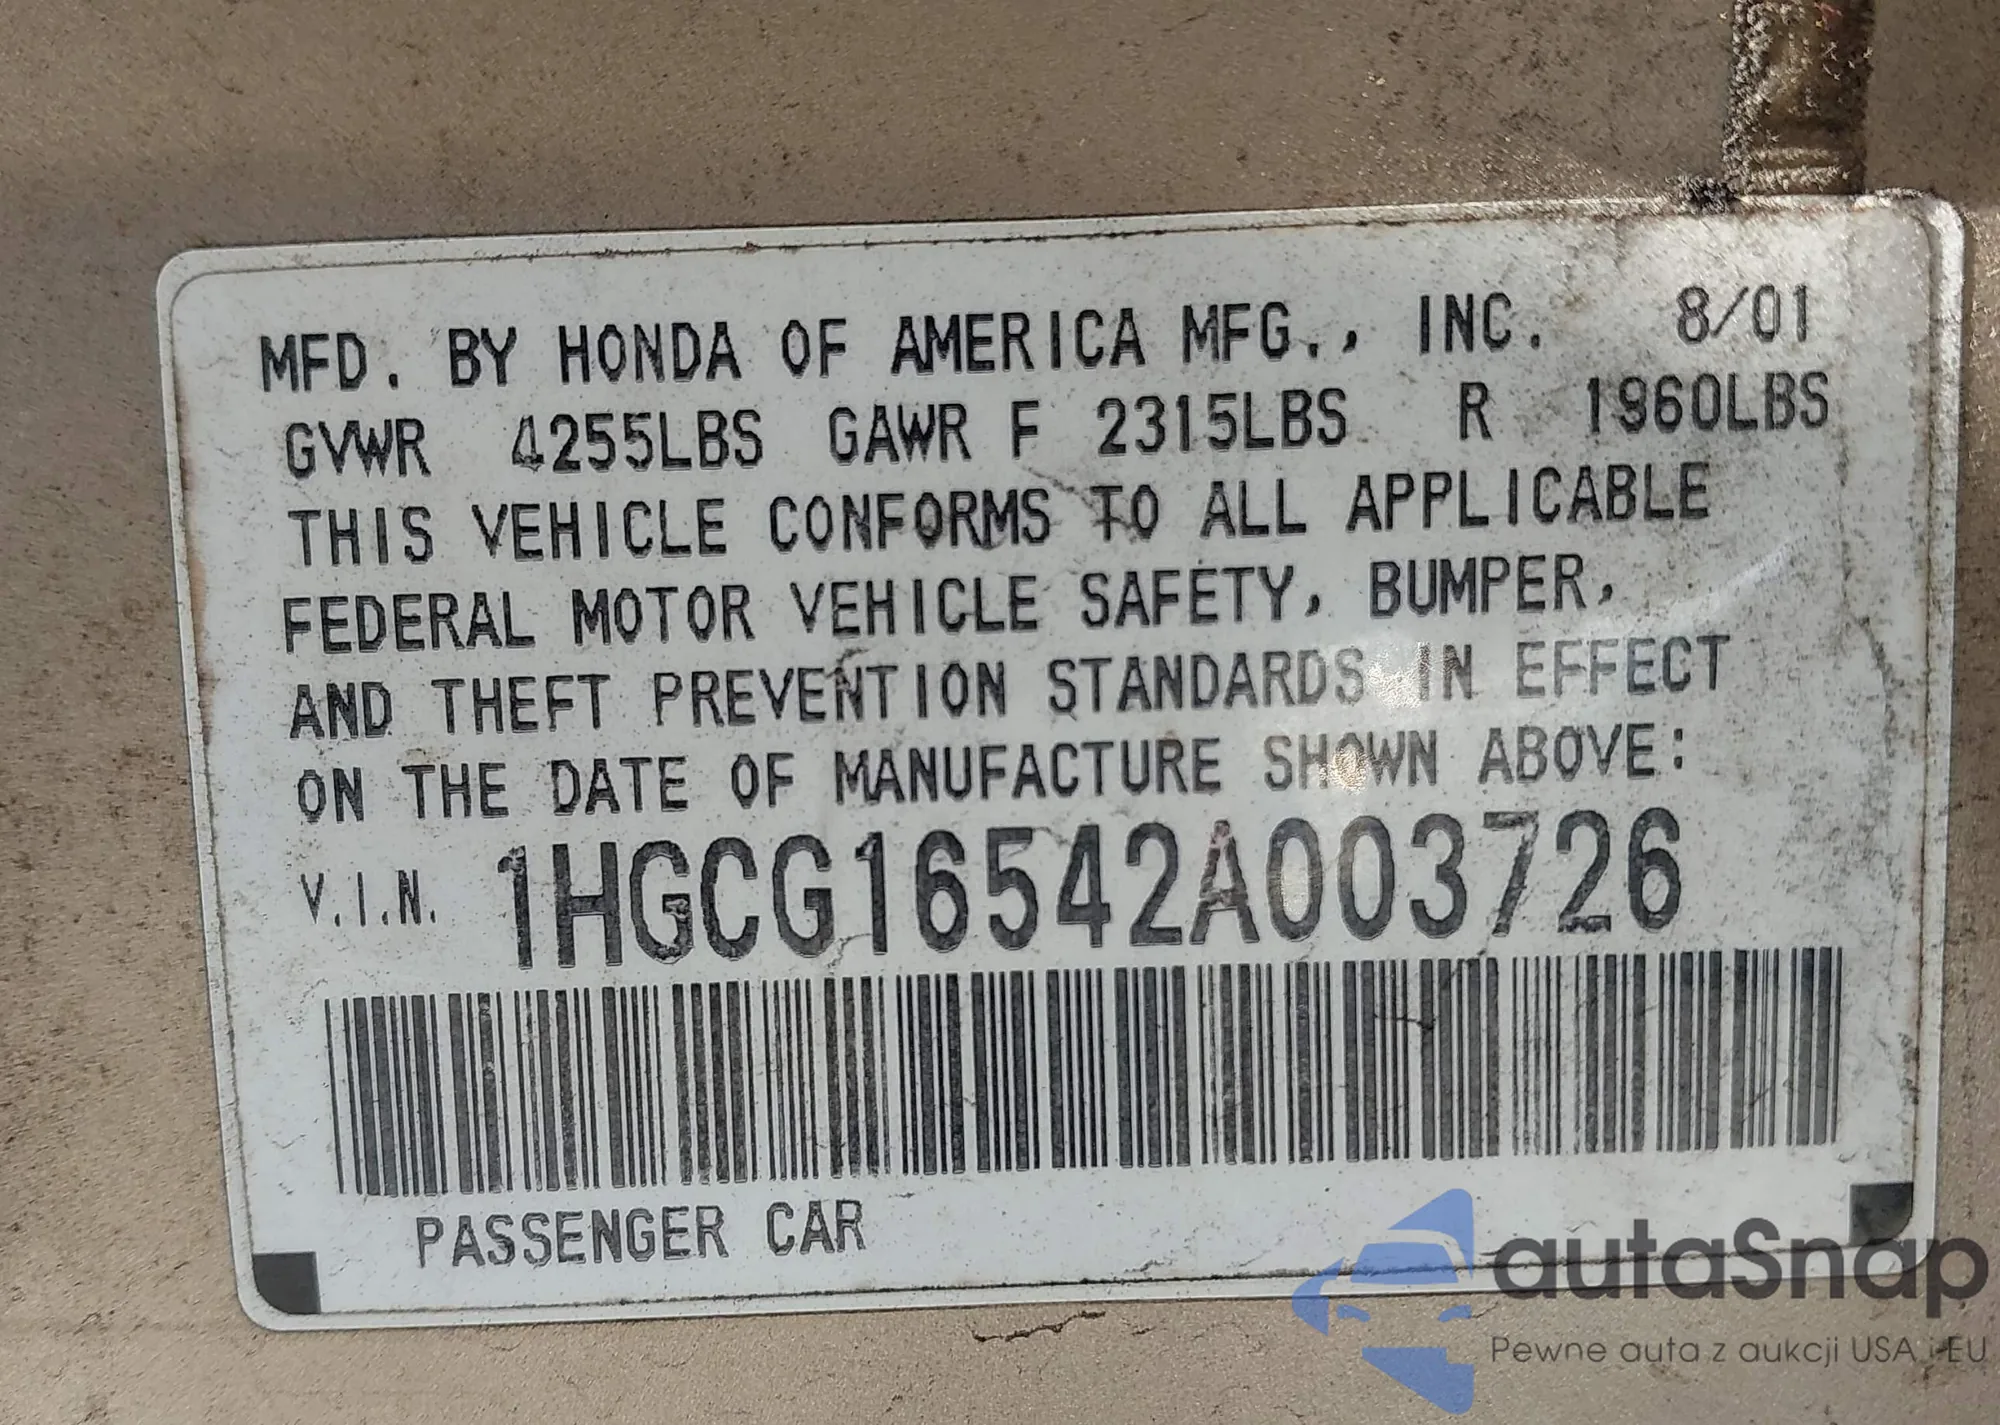 MFD. BY HONDA OF AMERICA MFG., INC. 8/01
GVWR 4255LBS GAWR F 2315LBS R 1960LBS
THIS VEHICLE CONFORMS TO ALL APPLICABLE
FEDERAL MOTOR VEHICLE SAFETY, BUMPER,
AND THEFT PREVENTION STANDARDS IN EFFECT
ON THE DATE OF MANUFACTURE SHOWN ABOVE:
V.I.N. 1HGCG16542A003726
PASSENGER CAR
autaSnap
Pewne auta z aukcji USA i EU